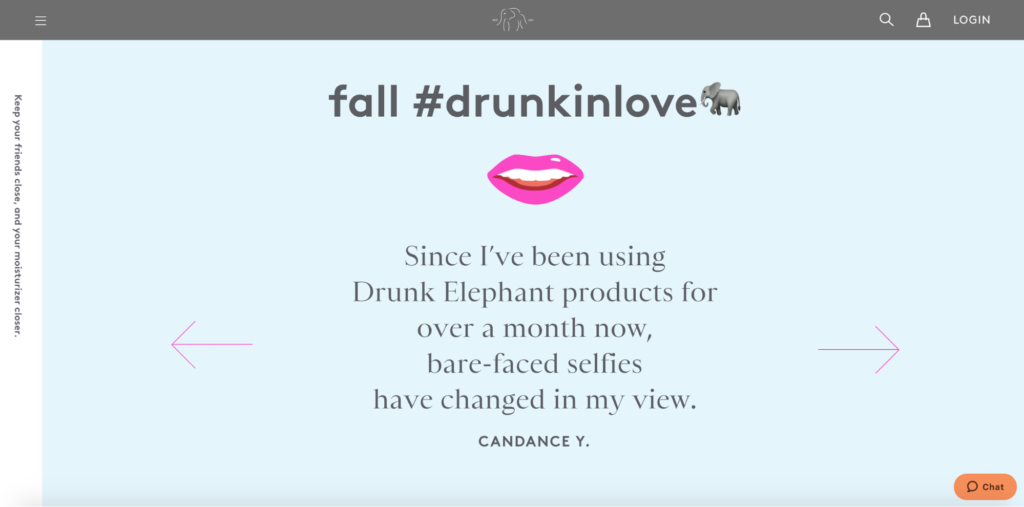 LOGIN
Keep your friends close, and your moisturizer closer.
fall #drunkinlove🐘
Since I've been using
Drunk Elephant products for
over a month now,
bare-faced selfies
have changed in my view.
CANDANCE Y.
Chat